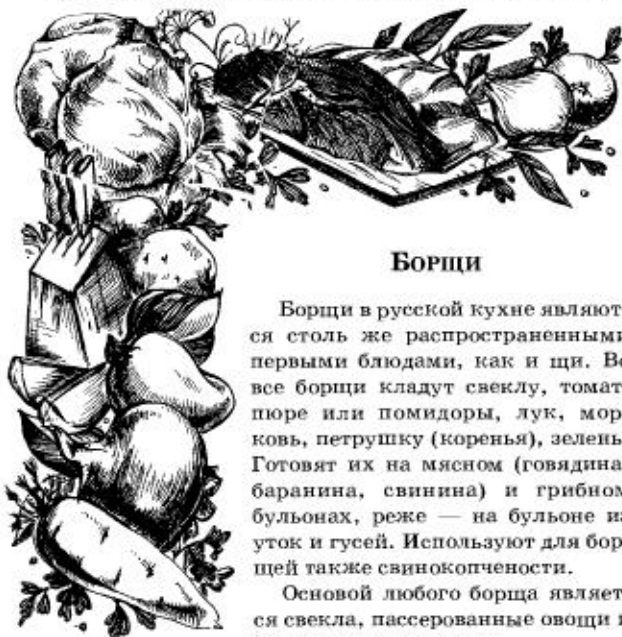 Борщи
Борщи в русской кухне являют-
ся столь же распространенными
первыми блюдами, как и щи. Во
все борщи кладут свеклу, томат-
пюре или помидоры, лук, мор-
ковь, петрушку (коренья), зелень.
Готовят их на мясном (говядина,
баранина, свинина) и грибном
бульонах, реже — на бульоне из
уток и гусей. Используют для бор-
щей также свинокопчености.
Основой любого борща являет-
ся свекла, пассерованные овощи и